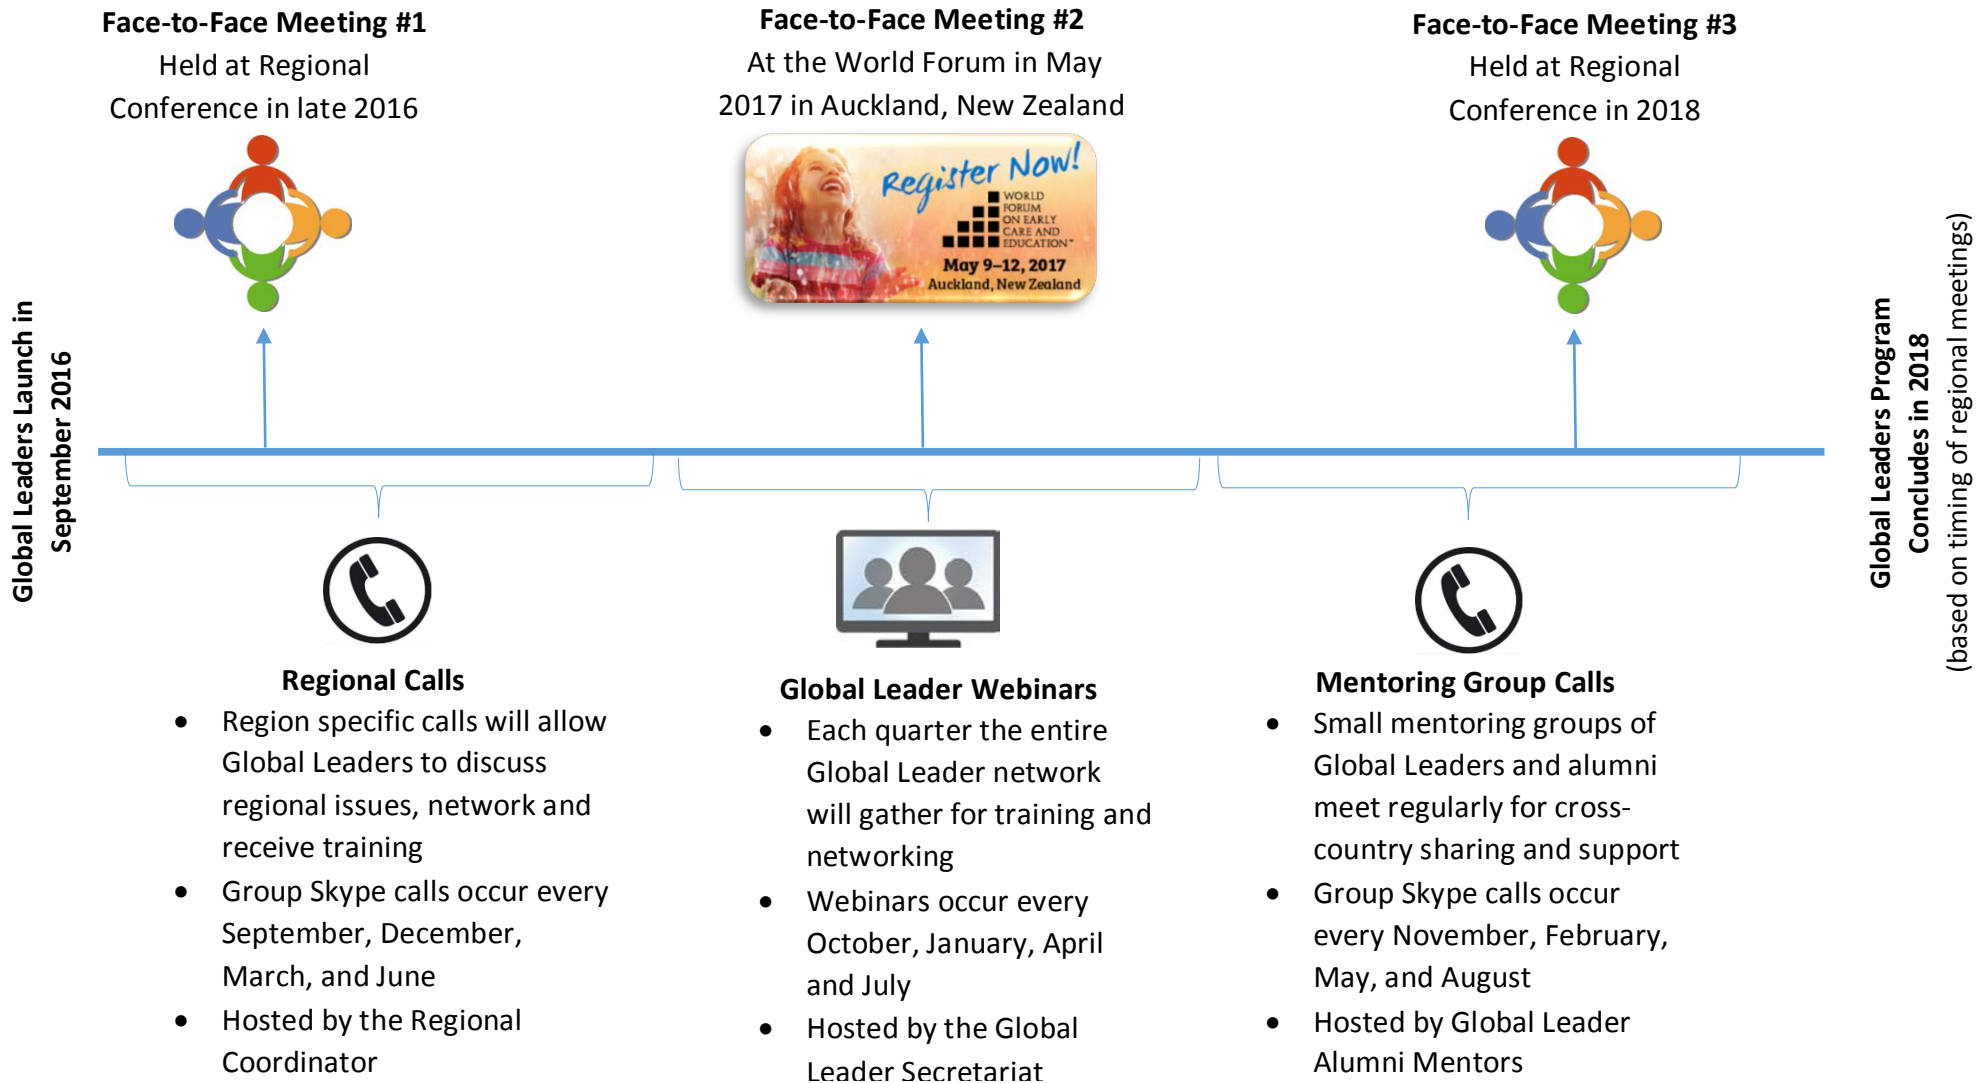 Face-to-Face Meeting #1
Held at Regional
Conference in late 2016
Face-to-Face Meeting #2
At the World Forum in May
2017 in Auckland, New Zealand
Register Now!
WORLD
FORUM
ON EARLY
CARE AND
EDUCATION™
May 9–12, 2017
Auckland, New Zealand
Face-to-Face Meeting #3
Held at Regional
Conference in 2018
Global Leaders Launch in
September 2016
Global Leaders Program
Concludes in 2018
(based on timing of regional meetings)
Regional Calls
• Region specific calls will allow
Global Leaders to discuss
regional issues, network and
receive training
• Group Skype calls occur every
September, December,
March, and June
• Hosted by the Regional
Coordinator
Global Leader Webinars
• Each quarter the entire
Global Leader network
will gather for training and
networking
• Webinars occur every
October, January, April
and July
• Hosted by the Global
Leader Secretariat
Mentoring Group Calls
• Small mentoring groups of
Global Leaders and alumni
meet regularly for cross-
country sharing and support
• Group Skype calls occur
every November, February,
May, and August
• Hosted by Global Leader
Alumni Mentors